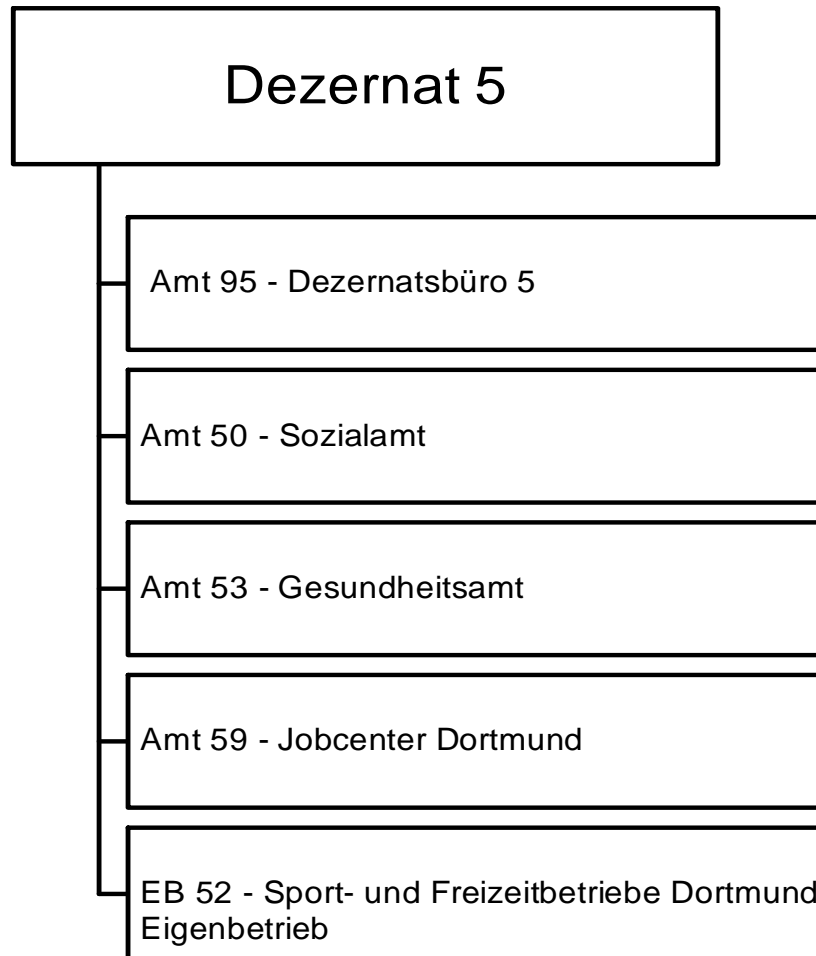 Dezernat 5
Amt 95 - Dezernatsbüro 5
Amt 50 - Sozialamt
Amt 53 - Gesundheitsamt
Amt 59 - Jobcenter Dortmund
EB 52 - Sport- und Freizeitbetriebe Dortmund
Eigenbetrieb